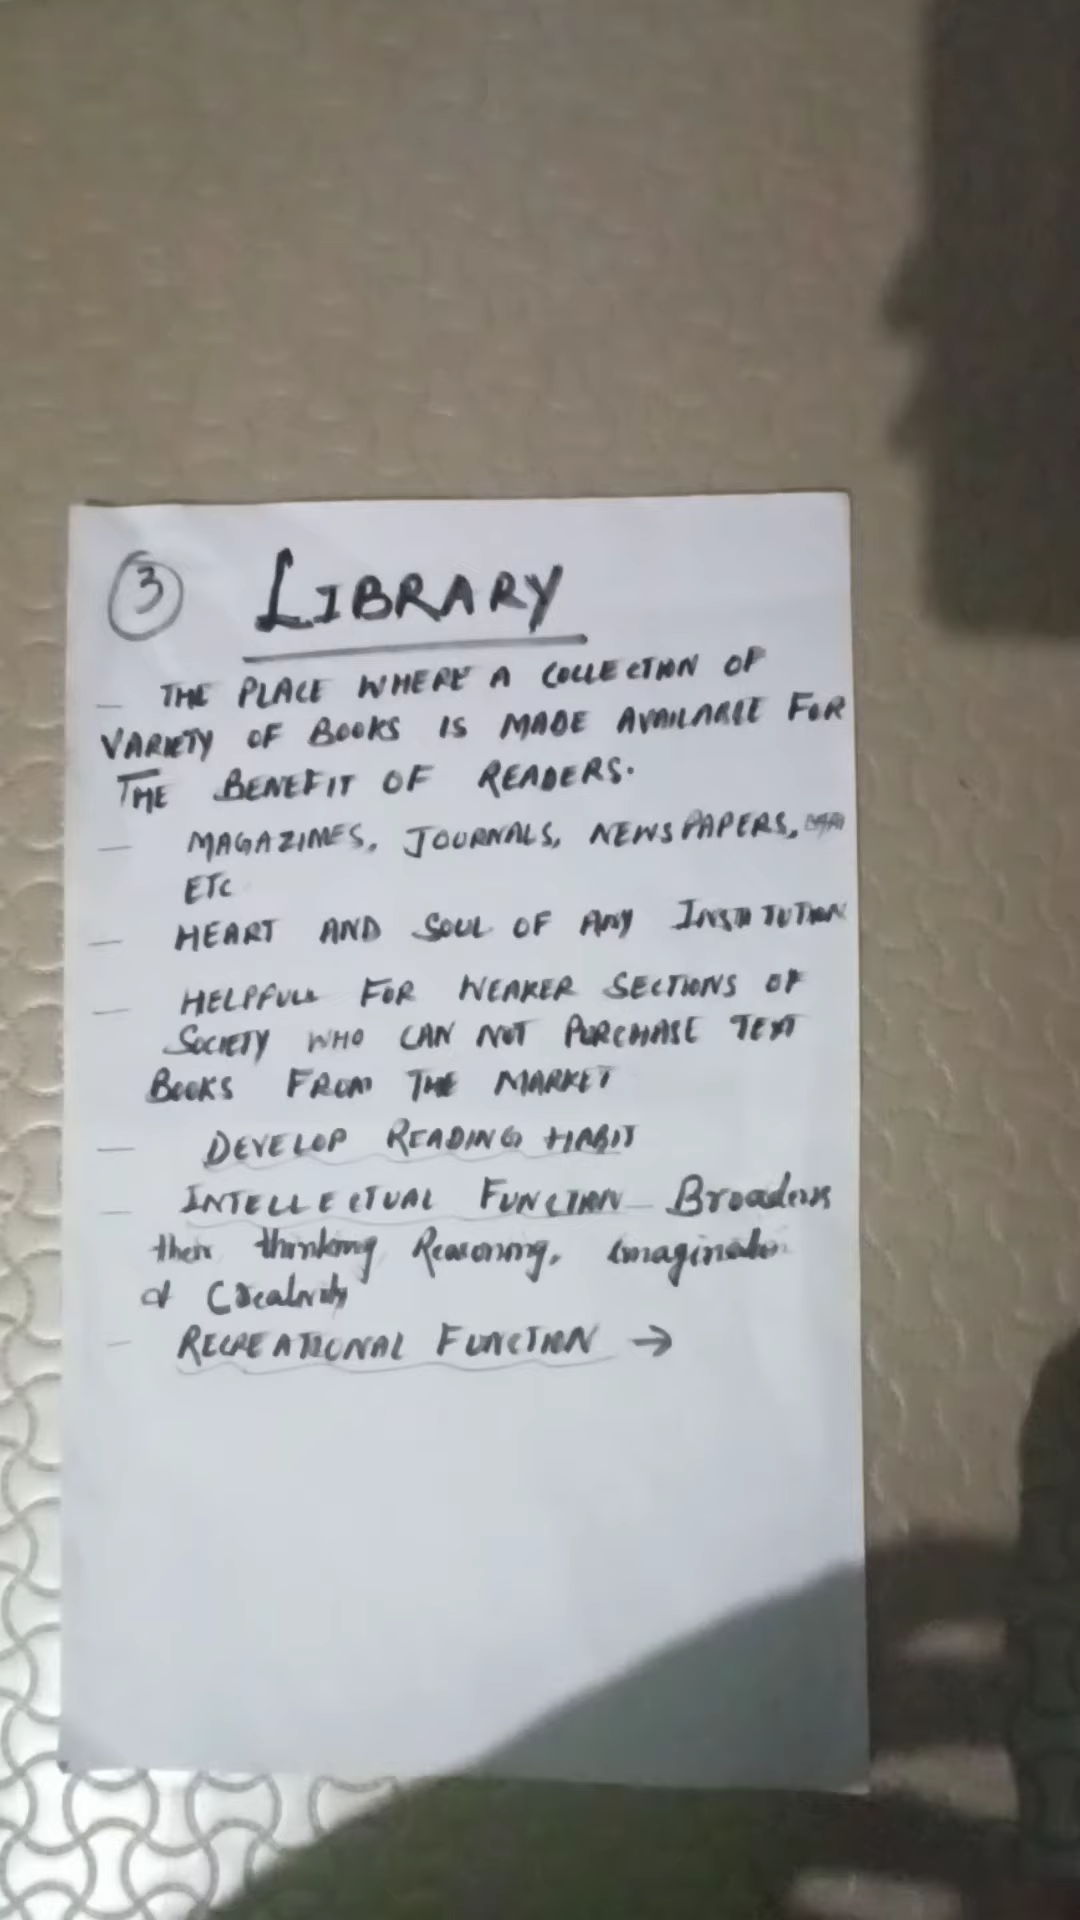 3 LIBRARY
— THE PLACE WHERE A COLLECTION OF
VARIETY OF BOOKS IS MADE AVAILABLE FOR
THE BENEFIT OF READERS.
— MAGAZINES, JOURNALS, NEWSPAPERS,
ETC
— HEART AND SOUL OF ANY INSTITUTION
— HELPFULL FOR WEAKER SECTIONS OF
SOCIETY WHO CAN NOT PURCHASE TEXT
BOOKS FROM THE MARKET
— DEVELOP READING HABIT
— INTELLECTUAL FUNCTION - Broadens
their thinking Reasoning, imagination
& Creativity
— RECREATIONAL FUNCTION →